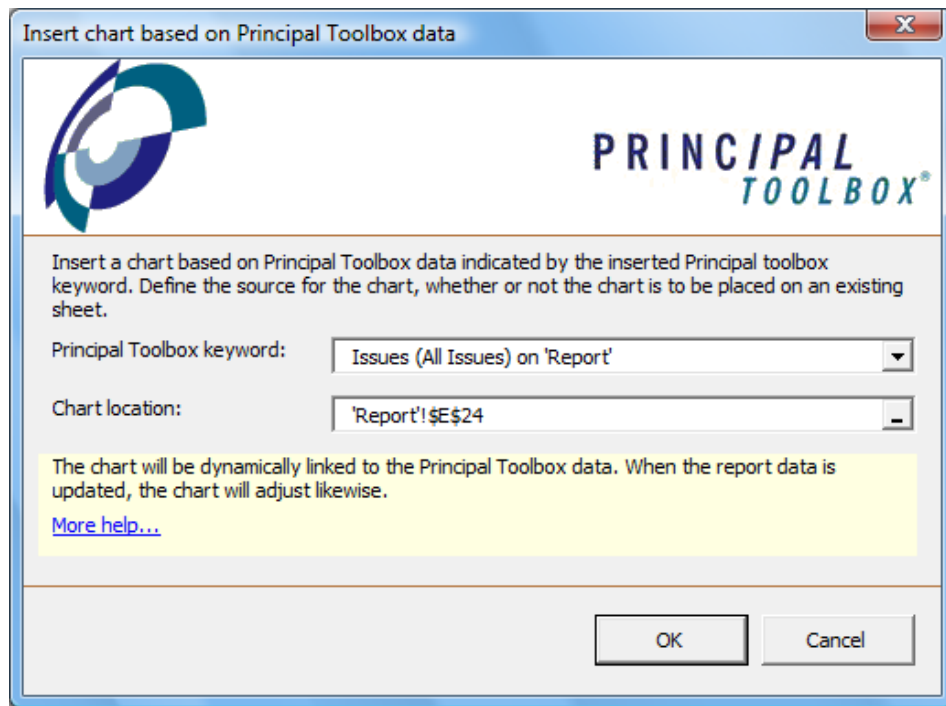 Insert chart based on Principal Toolbox data
PRINCIPAL
TOOLBOX®
Insert a chart based on Principal Toolbox data indicated by the inserted Principal toolbox
keyword. Define the source for the chart, whether or not the chart is to be placed on an existing
sheet.
Principal Toolbox keyword:
Issues (All Issues) on 'Report'
Chart location:
'Report'!$E$24
The chart will be dynamically linked to the Principal Toolbox data. When the report data is
updated, the chart will adjust likewise.
More help...
OK
Cancel